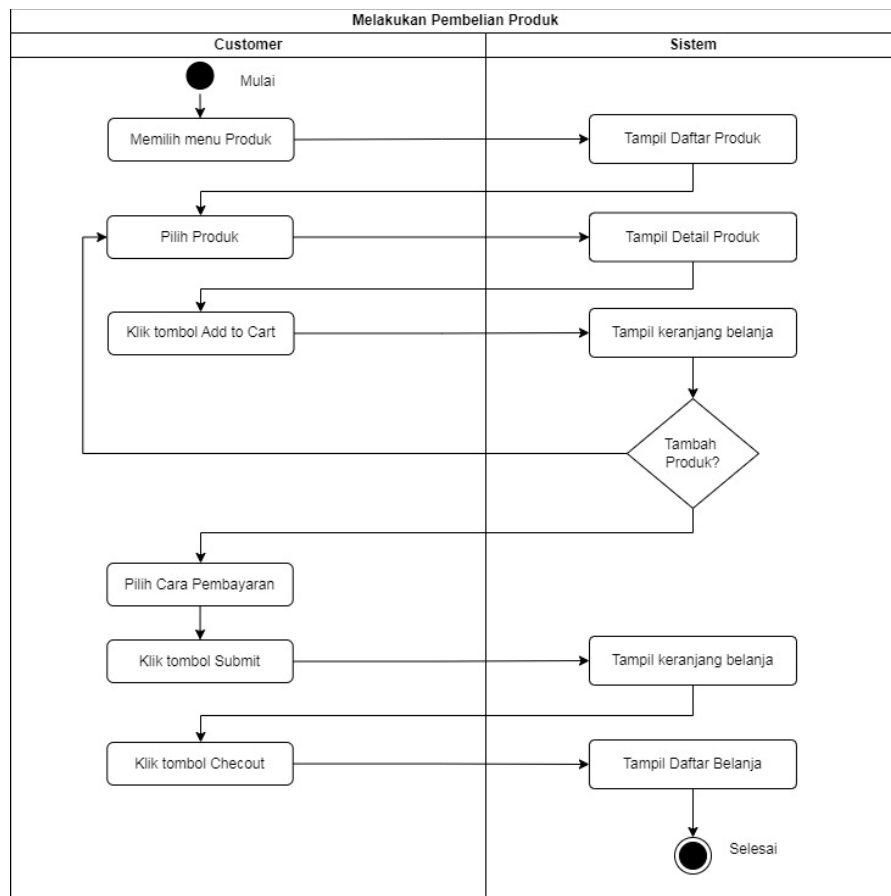 Melakukan Pembelian Produk
Customer
Sistem
Mulai
Memilih menu Produk
Tampil Daftar Produk
Pilih Produk
Tampil Detail Produk
Klik tombol Add to Cart
Tampil keranjang belanja
Tambah
Produk?
Pilih Cara Pembayaran
Klik tombol Submit
Tampil keranjang belanja
Klik tombol Checout
Tampil Daftar Belanja
Selesai